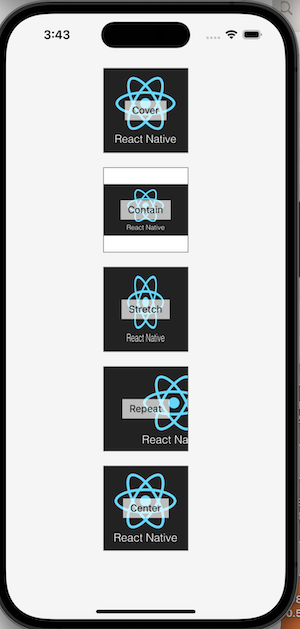 3:43
Cover
React Native
Contain
React Native
Stretch
React Native
Repeat
React Na
Center
React Native